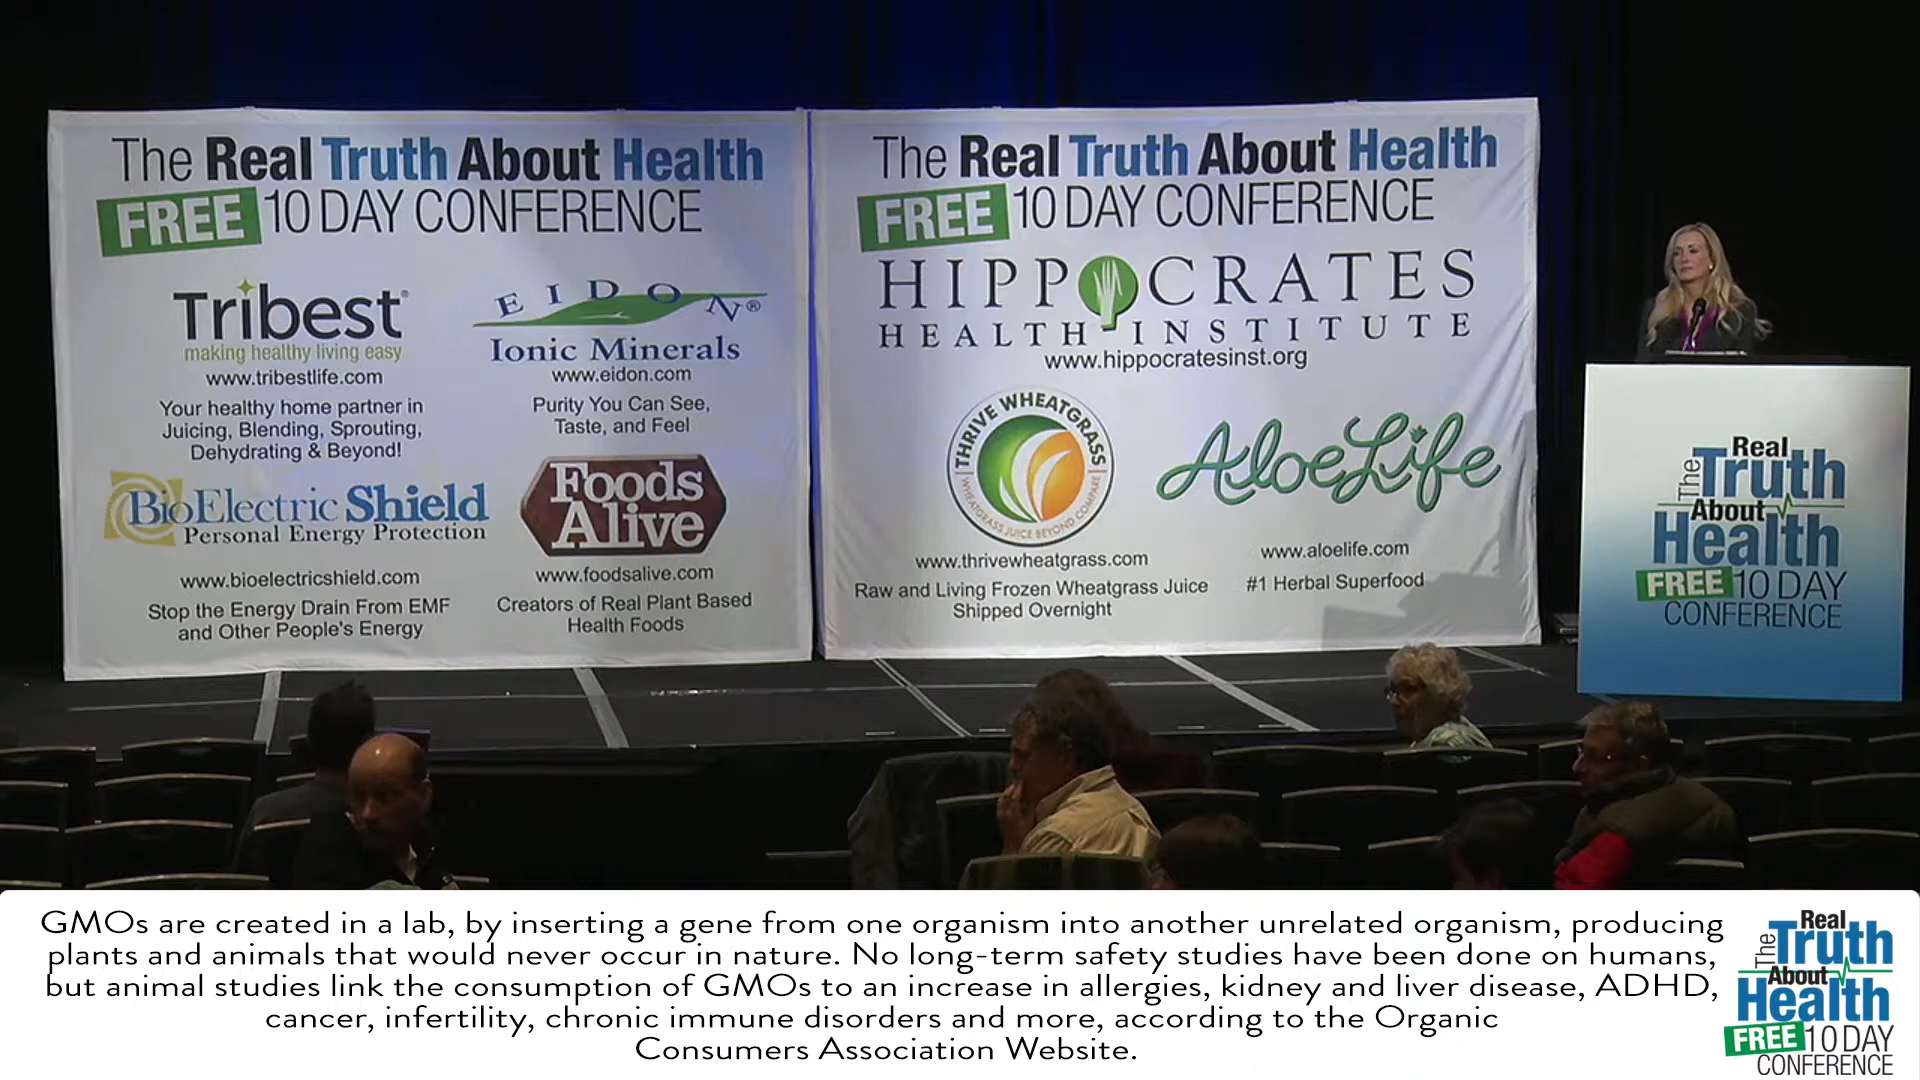 The Real Truth About Health
FREE 10 DAY CONFERENCE
Tribest®
making healthy living easy
www.tribestlife.com
Your healthy home partner in
Juicing, Blending, Sprouting,
Dehydrating & Beyond!
EIDON®
Ionic Minerals
www.eidon.com
Purity You Can See,
Taste, and Feel
BioElectric Shield
Personal Energy Protection
www.bioelectricshield.com
Stop the Energy Drain From EMF
and Other People's Energy
Foods
Alive
www.foodsalive.com
Creators of Real Plant Based
Health Foods
The Real Truth About Health
FREE 10 DAY CONFERENCE
HIPPOCRATES
HEALTH INSTITUTE
www.hippocratesinst.org
THRIVE WHEATGRASS
WHEATGRASS JUICE BEYOND COMPARE
www.thrivewheatgrass.com
Raw and Living Frozen Wheatgrass Juice
Shipped Overnight
AloeLife
www.aloelife.com
#1 Herbal Superfood
The Real
Truth
About
Health
FREE 10 DAY
CONFERENCE
GMOs are created in a lab, by inserting a gene from one organism into another unrelated organism, producing
plants and animals that would never occur in nature. No long-term safety studies have been done on humans,
but animal studies link the consumption of GMOs to an increase in allergies, kidney and liver disease, ADHD,
cancer, infertility, chronic immune disorders and more, according to the Organic
Consumers Association Website.
The Real
Truth
About
Health
FREE 10 DAY
CONFERENCE